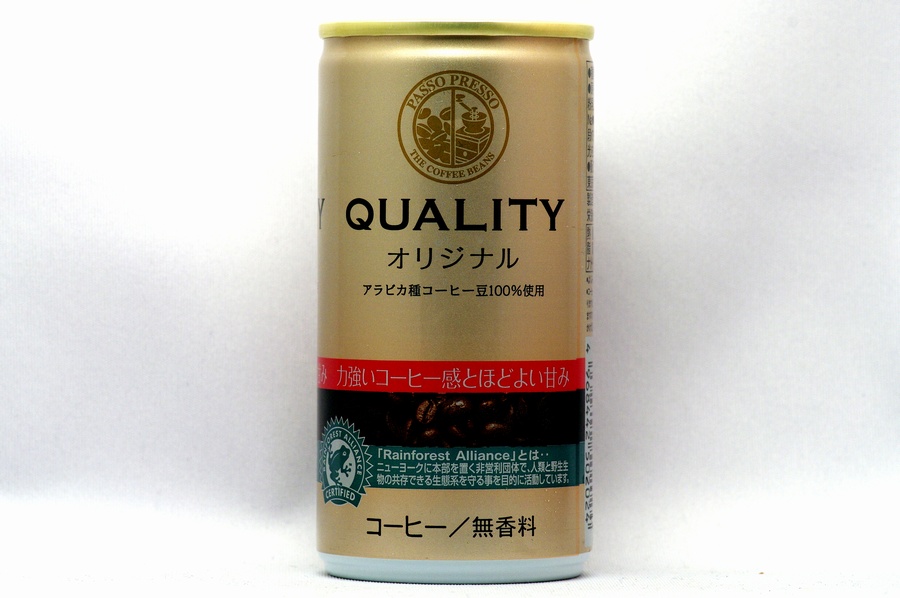 PASSO PRESSO
THE COFFEE BEANS
QUALITY
オリジナル
アラビカ種コーヒー豆100%使用
力強いコーヒー感とほどよい甘み
RAINFOREST ALLIANCE
CERTIFIED
「Rainforest Alliance」とは‥
ニューヨークに本部を置く非営利団体で、人類と野生生
物の共存できる生態系を守る事を目的に活動しています。
コーヒー/無香料